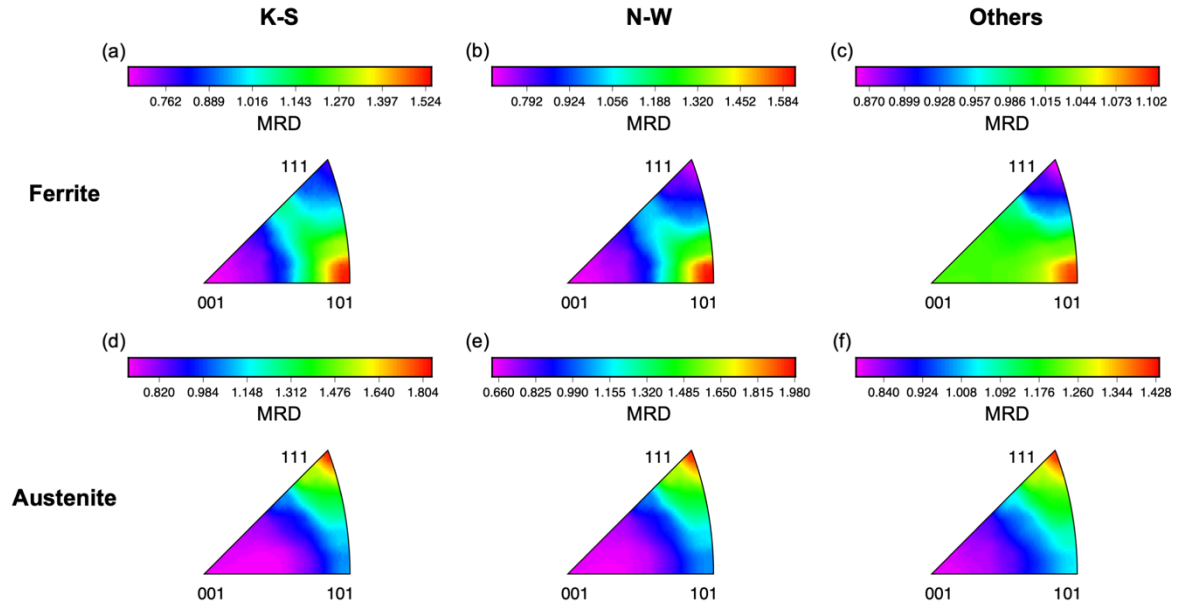 K-S N-W Others
(a) (b) (c)
0.762 0.889 1.016 1.143 1.270 1.397 1.524 0.792 0.924 1.056 1.188 1.320 1.452 1.584 0.870 0.899 0.928 0.957 0.986 1.015 1.044 1.073 1.102
MRD MRD MRD
111 111 111
Ferrite
001 101 001 101 001 101
(d) (e) (f)
0.820 0.984 1.148 1.312 1.476 1.640 1.804 0.660 0.825 0.990 1.155 1.320 1.485 1.650 1.815 1.980 0.840 0.924 1.008 1.092 1.176 1.260 1.344 1.428
MRD MRD MRD
111 111 111
Austenite
001 101 001 101 001 101